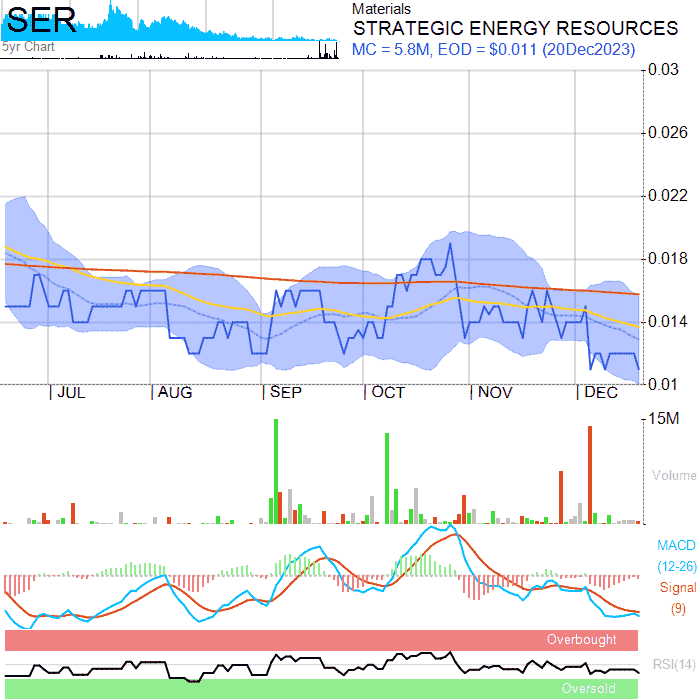 SER
5yr Chart
Materials
STRATEGIC ENERGY RESOURCES
MC = 5.8M, EOD = $0.011 (20Dec2023)
0.03
0.026
0.022
0.018
0.014
0.01
JUL AUG SEP OCT NOV DEC
15M
Volume
MACD
(12-26)
Signal
(9)
Overbought
RSI(14)
Oversold